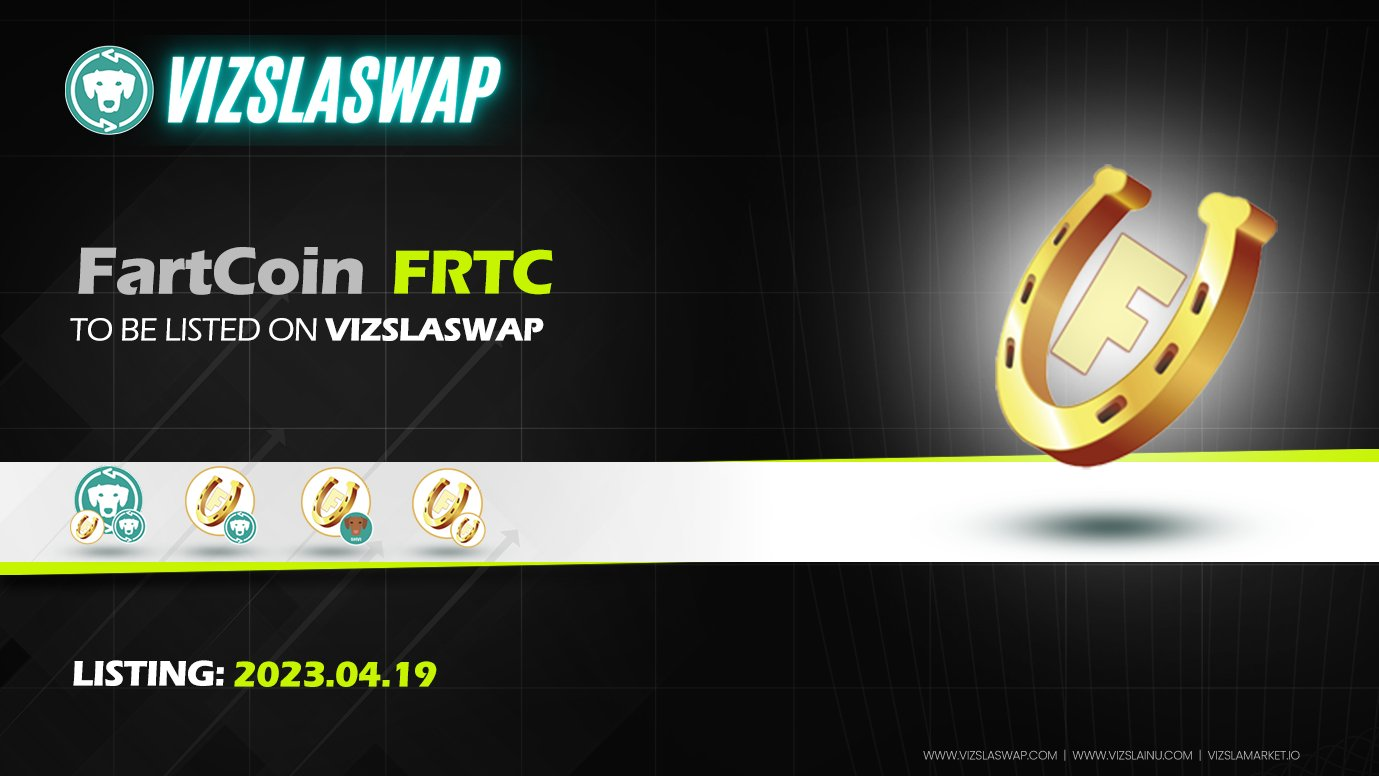 VIZSLASWAP
FartCoin FRTC
TO BE LISTED ON VIZSLASWAP
F
LISTING: 2023.04.19
WWW.VIZSLASWAP.COM | WWW.VIZSLAINU.COM | VIZSLAMARKET.IO